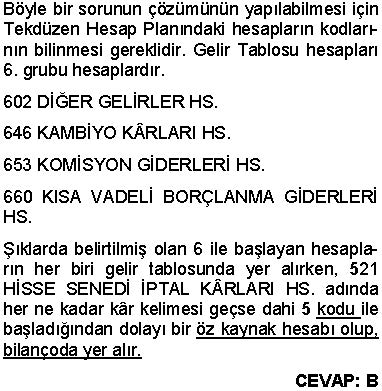 Böyle bir sorunun çözümünün yapılabilmesi için
Tekdüzen Hesap Planındaki hesapların kodları-
nın bilinmesi gereklidir. Gelir Tablosu hesapları
6. grubu hesaplardır.
602 DİĞER GELİRLER HS.
646 KAMBİYO KÂRLARI HS.
653 KOMİSYON GİDERLERİ HS.
660 KISA VADELİ BORÇLANMA GİDERLERİ
HS.
Şıklarda belirtilmiş olan 6 ile başlayan hesapla-
rın her biri gelir tablosunda yer alırken, 521
HİSSE SENEDİ İPTAL KÂRLARI HS. adında
her ne kadar kâr kelimesi geçse dahi 5 kodu ile
başladığından dolayı bir öz kaynak hesabı olup,
bilançoda yer alır.
CEVAP: B